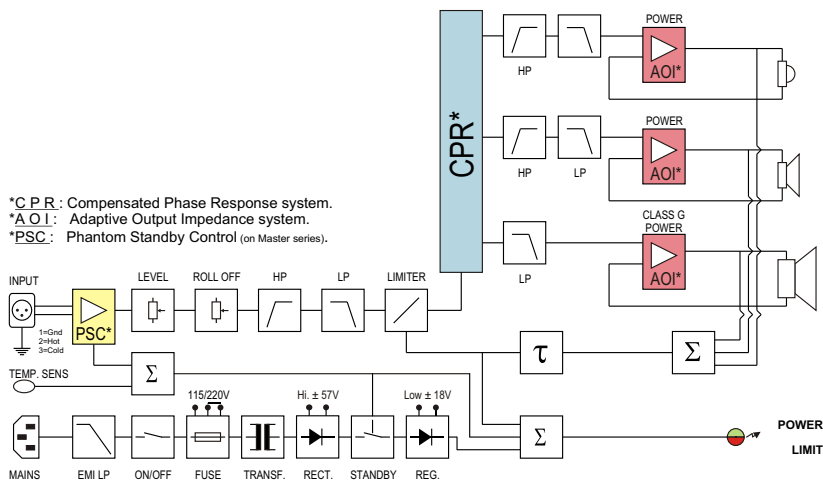 POWER
HP
AOI*
POWER
HP
LP
AOI*
CPR*
CLASS G
POWER
LP
AOI*
*C P R : Compensated Phase Response system.
*A O I : Adaptive Output Impedance system.
*PSC : Phantom Standby Control (on Master series).
INPUT
LEVEL
ROLL OFF
HP
LP
LIMITER
1=Gnd
2=Hot
3=Cold
PSC*
τ
Σ
TEMP. SENS
Σ
115/220V
Hi. ± 57V
Low ± 18V
Σ
POWER
LIMIT
MAINS
EMI LP
ON/OFF
FUSE
TRANSF.
RECT.
STANDBY
REG.